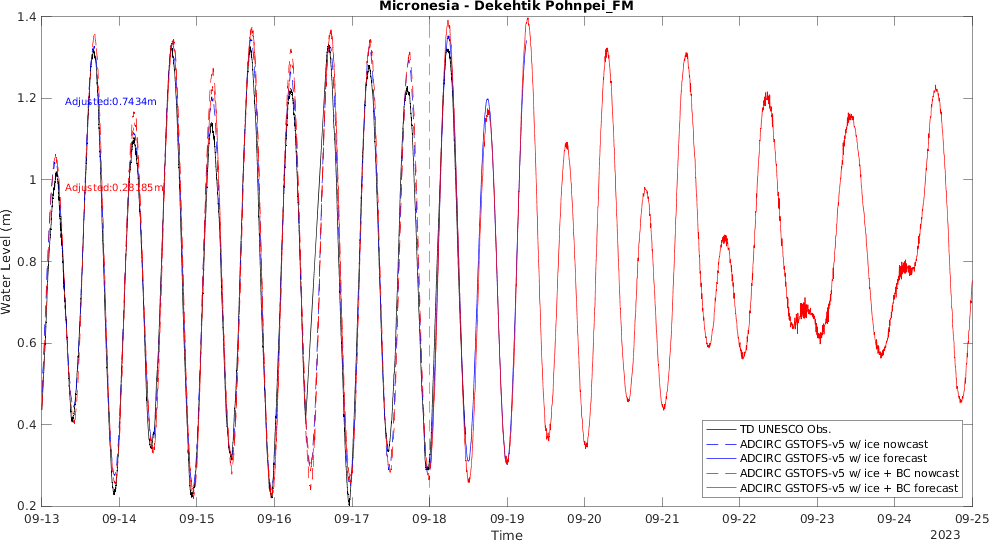 Micronesia - Dekehtik Pohnpei_FM
1.4
1.2
1
0.8
0.6
0.4
0.2
Water Level (m)
Adjusted:0.7434m
Adjusted:0.28185m
TD UNESCO Obs.
ADCIRC GSTOFS-v5 w/ ice nowcast
ADCIRC GSTOFS-v5 w/ ice forecast
ADCIRC GSTOFS-v5 w/ ice + BC nowcast
ADCIRC GSTOFS-v5 w/ ice + BC forecast
09-13 09-14 09-15 09-16 09-17 09-18 09-19 09-20 09-21 09-22 09-23 09-24 09-25
Time
2023